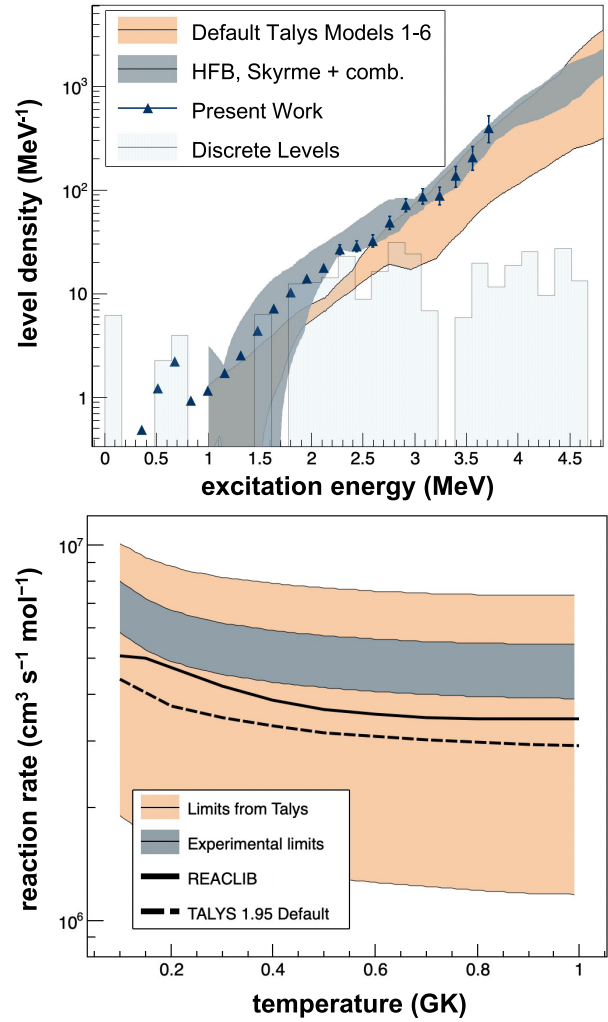 Default Talys Models 1-6
HFB, Skyrme + comb.
Present Work
Discrete Levels
level density (MeV⁻¹)
10³
10²
10
1
0 0.5 1 1.5 2 2.5 3 3.5 4 4.5
excitation energy (MeV)
reaction rate (cm³ s⁻¹ mol⁻¹)
10⁷
10⁶
Limits from Talys
Experimental limits
REACLIB
TALYS 1.95 Default
0.2 0.4 0.6 0.8 1
temperature (GK)